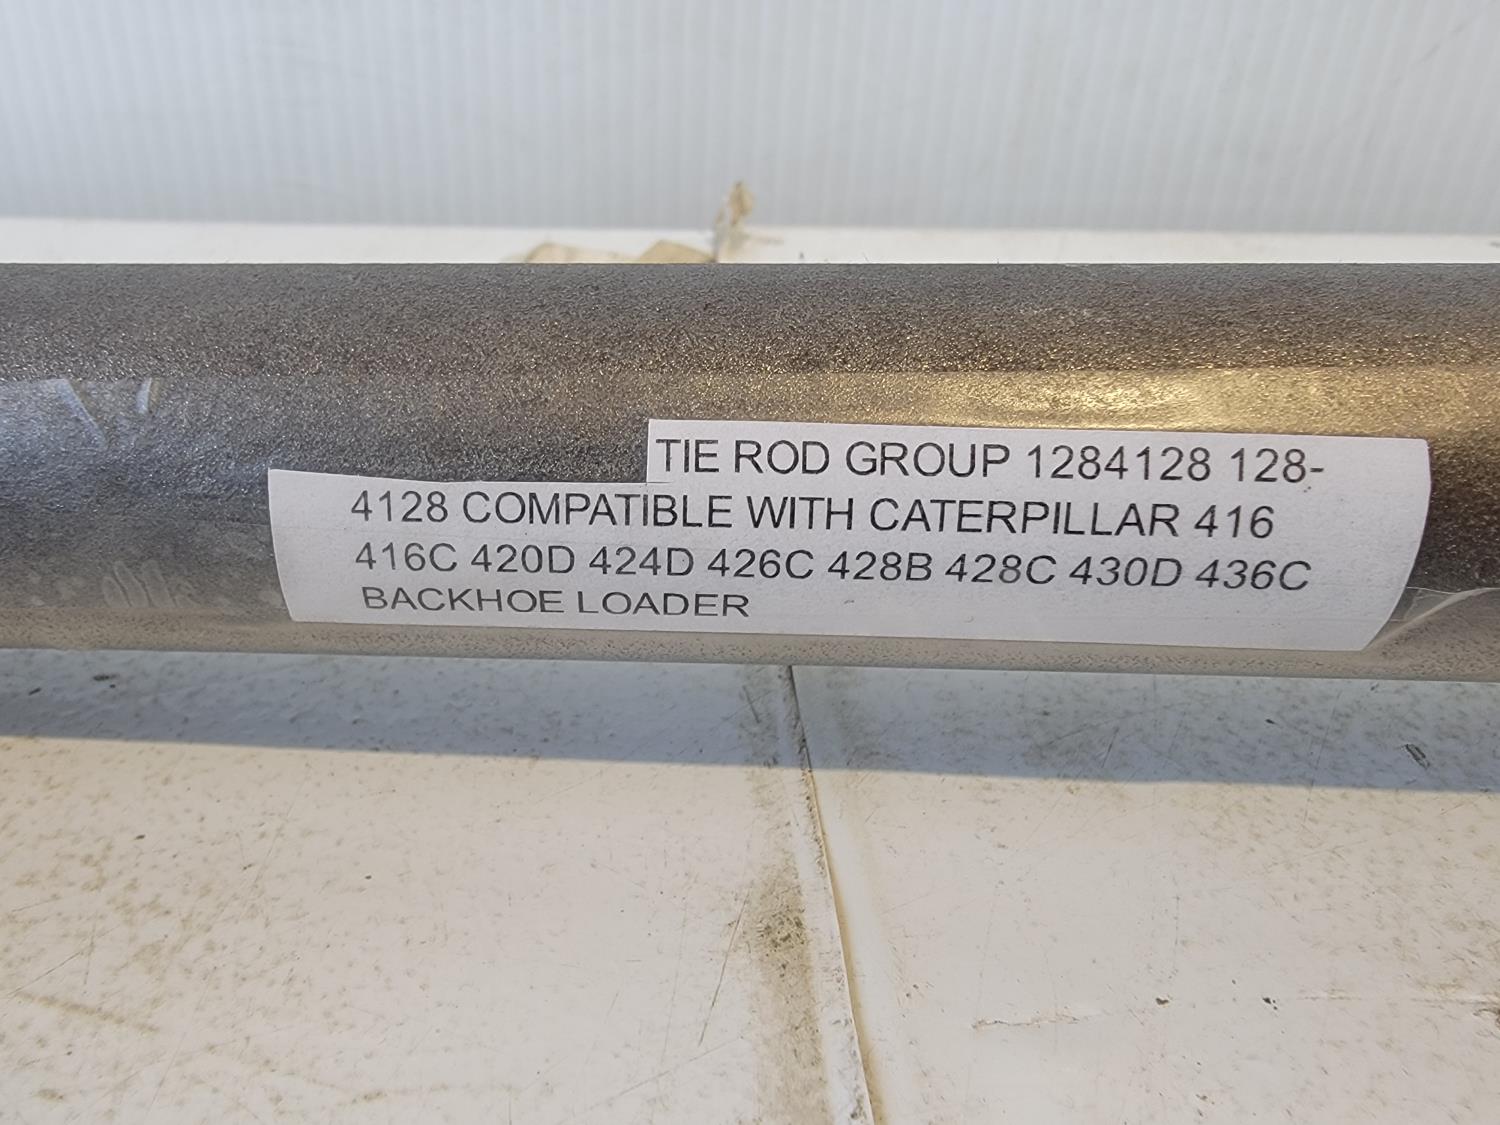 TIE ROD GROUP 1284128 128-
4128 COMPATIBLE WITH CATERPILLAR 416
416C 420D 424D 426C 428B 428C 430D 436C
BACKHOE LOADER